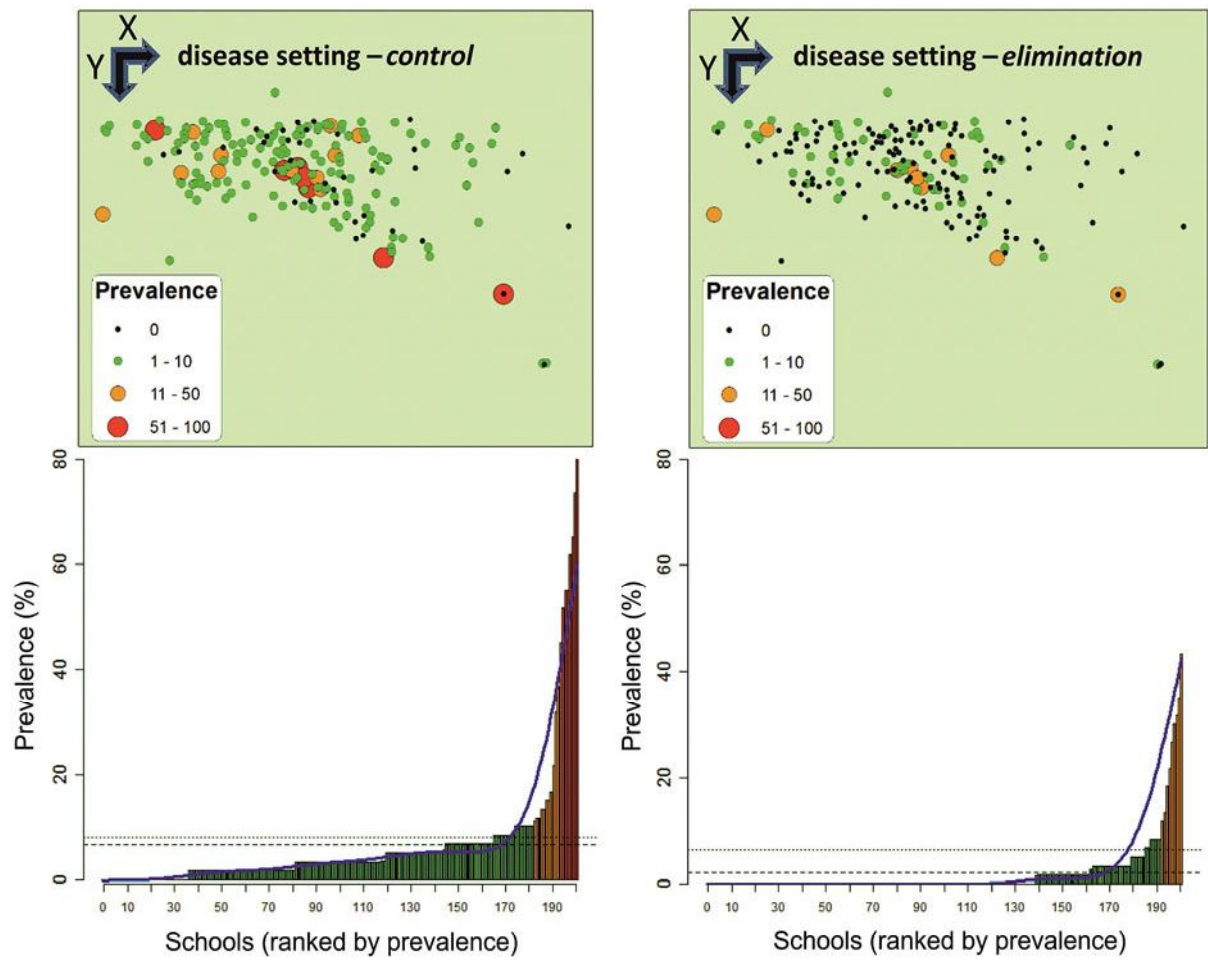 X
Y
disease setting – control
Prevalence
0
1 - 10
11 - 50
51 - 100
X
Y
disease setting – elimination
Prevalence
0
1 - 10
11 - 50
51 - 100
80
60
40
20
0
Prevalence (%)
0 10 30 50 70 90 110 130 150 170 190
Schools (ranked by prevalence)
80
60
40
20
0
Prevalence (%)
0 10 30 50 70 90 110 130 150 170 190
Schools (ranked by prevalence)